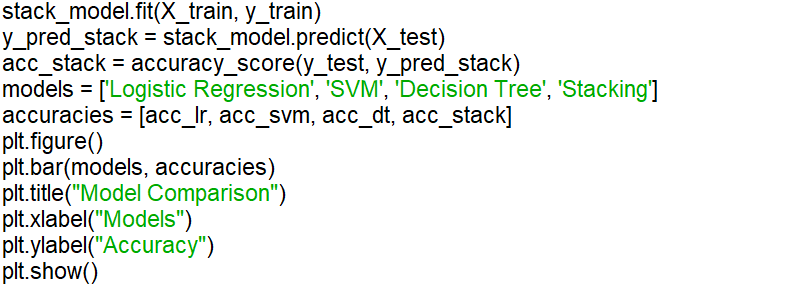 stack_model.fit(X_train, y_train)
y_pred_stack = stack_model.predict(X_test)
acc_stack = accuracy_score(y_test, y_pred_stack)
models = ['Logistic Regression', 'SVM', 'Decision Tree', 'Stacking']
accuracies = [acc_lr, acc_svm, acc_dt, acc_stack]
plt.figure()
plt.bar(models, accuracies)
plt.title("Model Comparison")
plt.xlabel("Models")
plt.ylabel("Accuracy")
plt.show()